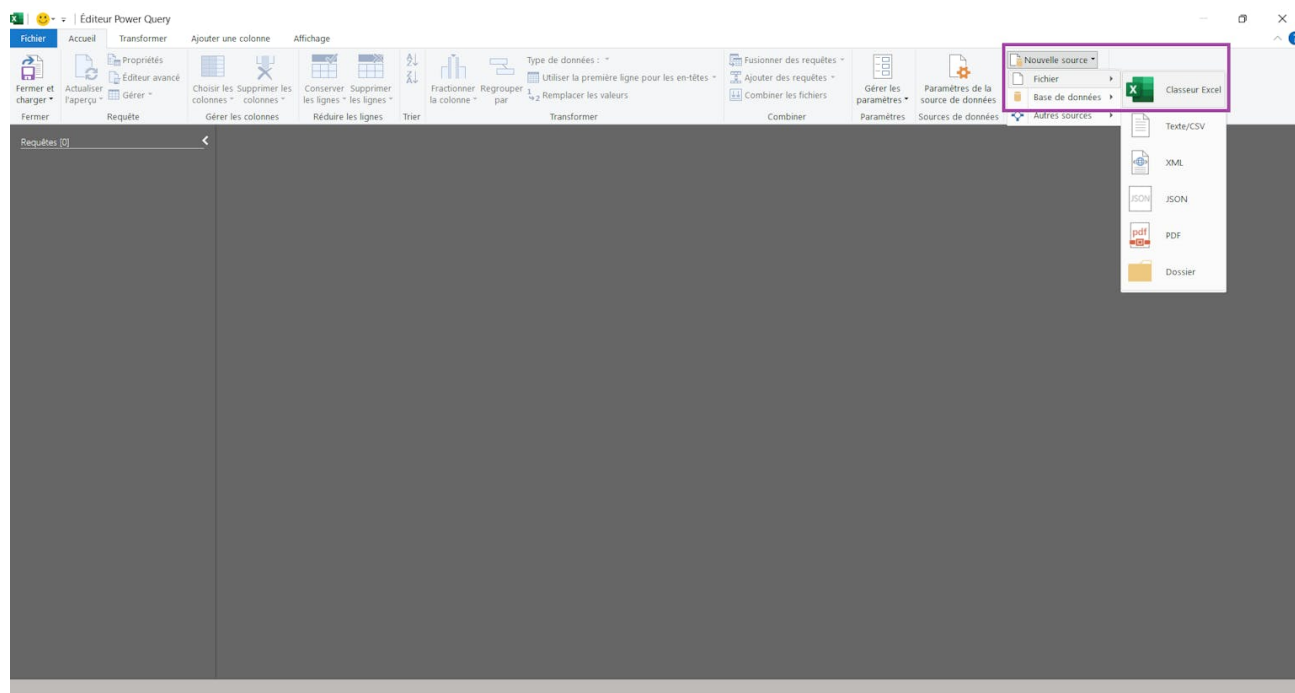 Éditeur Power Query
Fichier
Accueil
Transformer
Ajouter une colonne
Affichage
Fermer et
charger
Fermer
Actualiser
l'aperçu
Propriétés
Éditeur avancé
Gérer
Requête
Choisir les
colonnes
Supprimer les
colonnes
Gérer les colonnes
Conserver
les lignes
Supprimer
les lignes
Réduire les lignes
Trier
Fractionner
la colonne
Regrouper
par
Type de données :
Utiliser la première ligne pour les en-têtes
Remplacer les valeurs
Transformer
Fusionner des requêtes
Ajouter des requêtes
Combiner les fichiers
Combiner
Gérer les
paramètres
Paramètres
Paramètres de la
source de données
Sources de données
Nouvelle source
Fichier
Base de données
Autres sources
Classeur Excel
Texte/CSV
XML
JSON
JSON
pdf
PDF
Dossier
Requêtes [0]